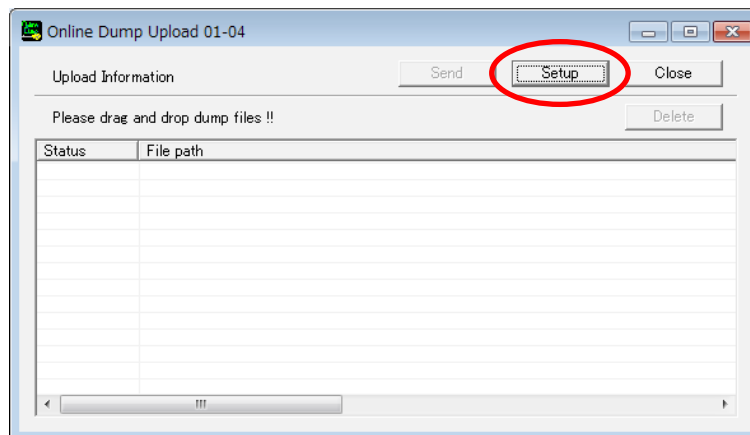 Online Dump Upload 01-04
Upload Information
Send
Setup
Close
Please drag and drop dump files !!
Delete
Status
File path